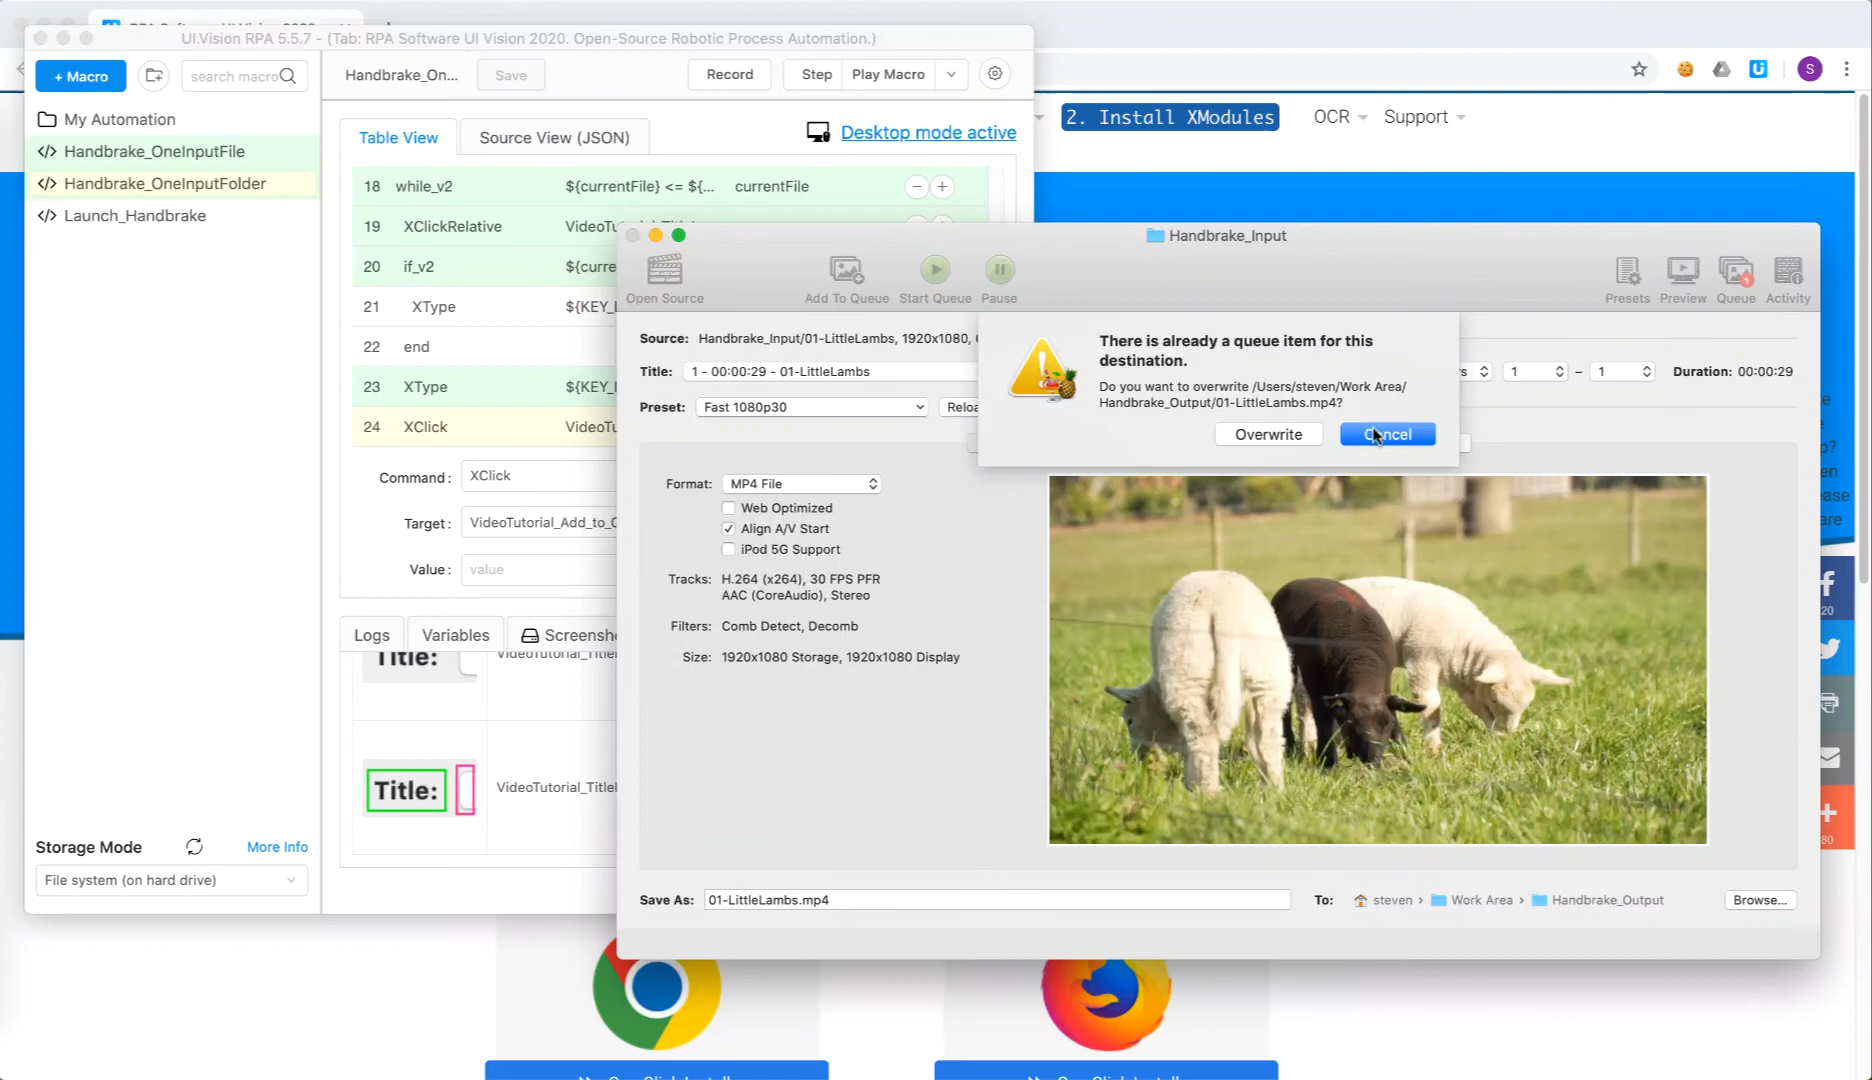 UI.Vision RPA 5.5.7 - (Tab: RPA Software UI Vision 2020. Open-Source Robotic Process Automation.)
+ Macro
search macro
Handbrake_On...
Save
Record
Step
Play Macro
S
2. Install XModules
OCR
Support
My Automation
Handbrake_OneInputFile
Handbrake_OneInputFolder
Launch_Handbrake
Table View
Source View (JSON)
Desktop mode active
18 while_v2 ${currentFile} <= ${... currentFile
19 XClickRelative
20 if_v2
21 XType
22 end
23 XType
24 XClick
Command: XClick
Target:
Value: value
Logs
Variables
Title:
Title:
Storage Mode
More Info
File system (on hard drive)
Handbrake_Input
Open Source
Add To Queue
Start Queue
Pause
Presets
Preview
Queue
1
Activity
Source: Handbrake_Input/01-LittleLambs, 1920x1080,
Title: 1 - 00:00:29 - 01-LittleLambs
1 – 1
Duration: 00:00:29
Preset: Fast 1080p30
There is already a queue item for this
destination.
Do you want to overwrite /Users/steven/Work Area/
Handbrake_Output/01-LittleLambs.mp4?
Overwrite
Cancel
Format: MP4 File
Web Optimized
Align A/V Start
iPod 5G Support
Tracks: H.264 (x264), 30 FPS PFR
AAC (CoreAudio), Stereo
Filters: Comb Detect, Decomb
Size: 1920x1080 Storage, 1920x1080 Display
Save As: 01-LittleLambs.mp4
To: steven › Work Area › Handbrake_Output
Browse...
f
20
+
80